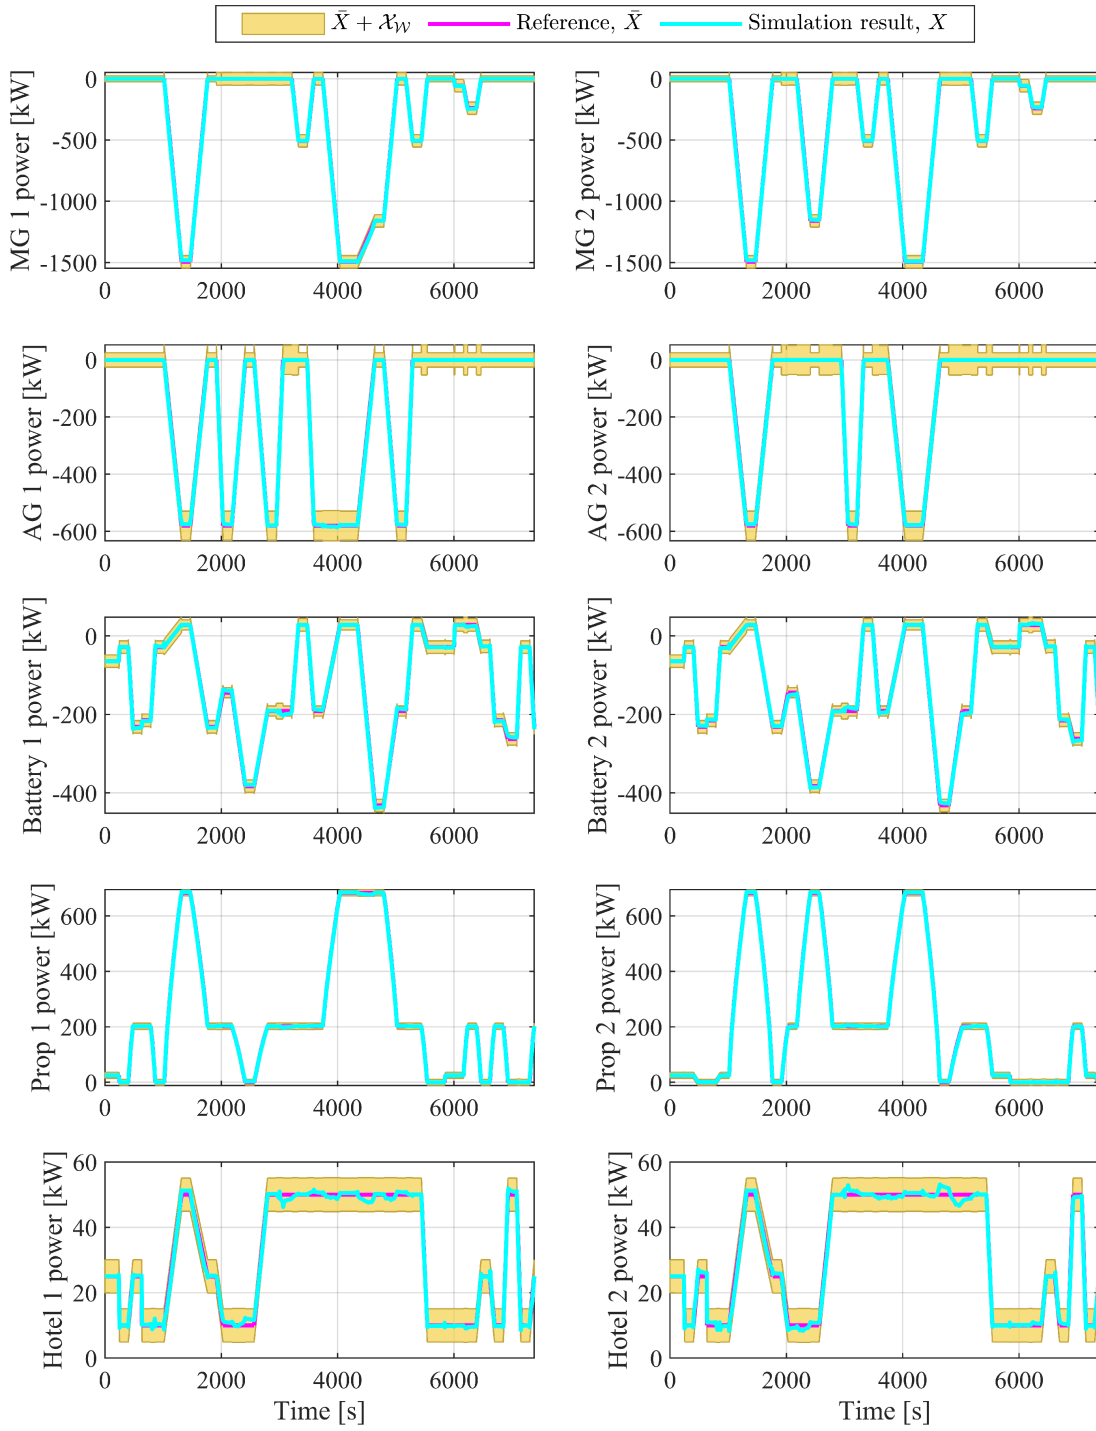 X̄ + 𝒳_𝒲 Reference, X̄ Simulation result, X
MG 1 power [kW]
0
-500
-1000
-1500
0 2000 4000 6000
MG 2 power [kW]
0
-500
-1000
-1500
0 2000 4000 6000
AG 1 power [kW]
0
-200
-400
-600
0 2000 4000 6000
AG 2 power [kW]
0
-200
-400
-600
0 2000 4000 6000
Battery 1 power [kW]
0
-200
-400
0 2000 4000 6000
Battery 2 power [kW]
0
-200
-400
0 2000 4000 6000
Prop 1 power [kW]
600
400
200
0
0 2000 4000 6000
Prop 2 power [kW]
600
400
200
0
0 2000 4000 6000
Hotel 1 power [kW]
60
40
20
0
0 2000 4000 6000
Time [s]
Hotel 2 power [kW]
60
40
20
0
0 2000 4000 6000
Time [s]